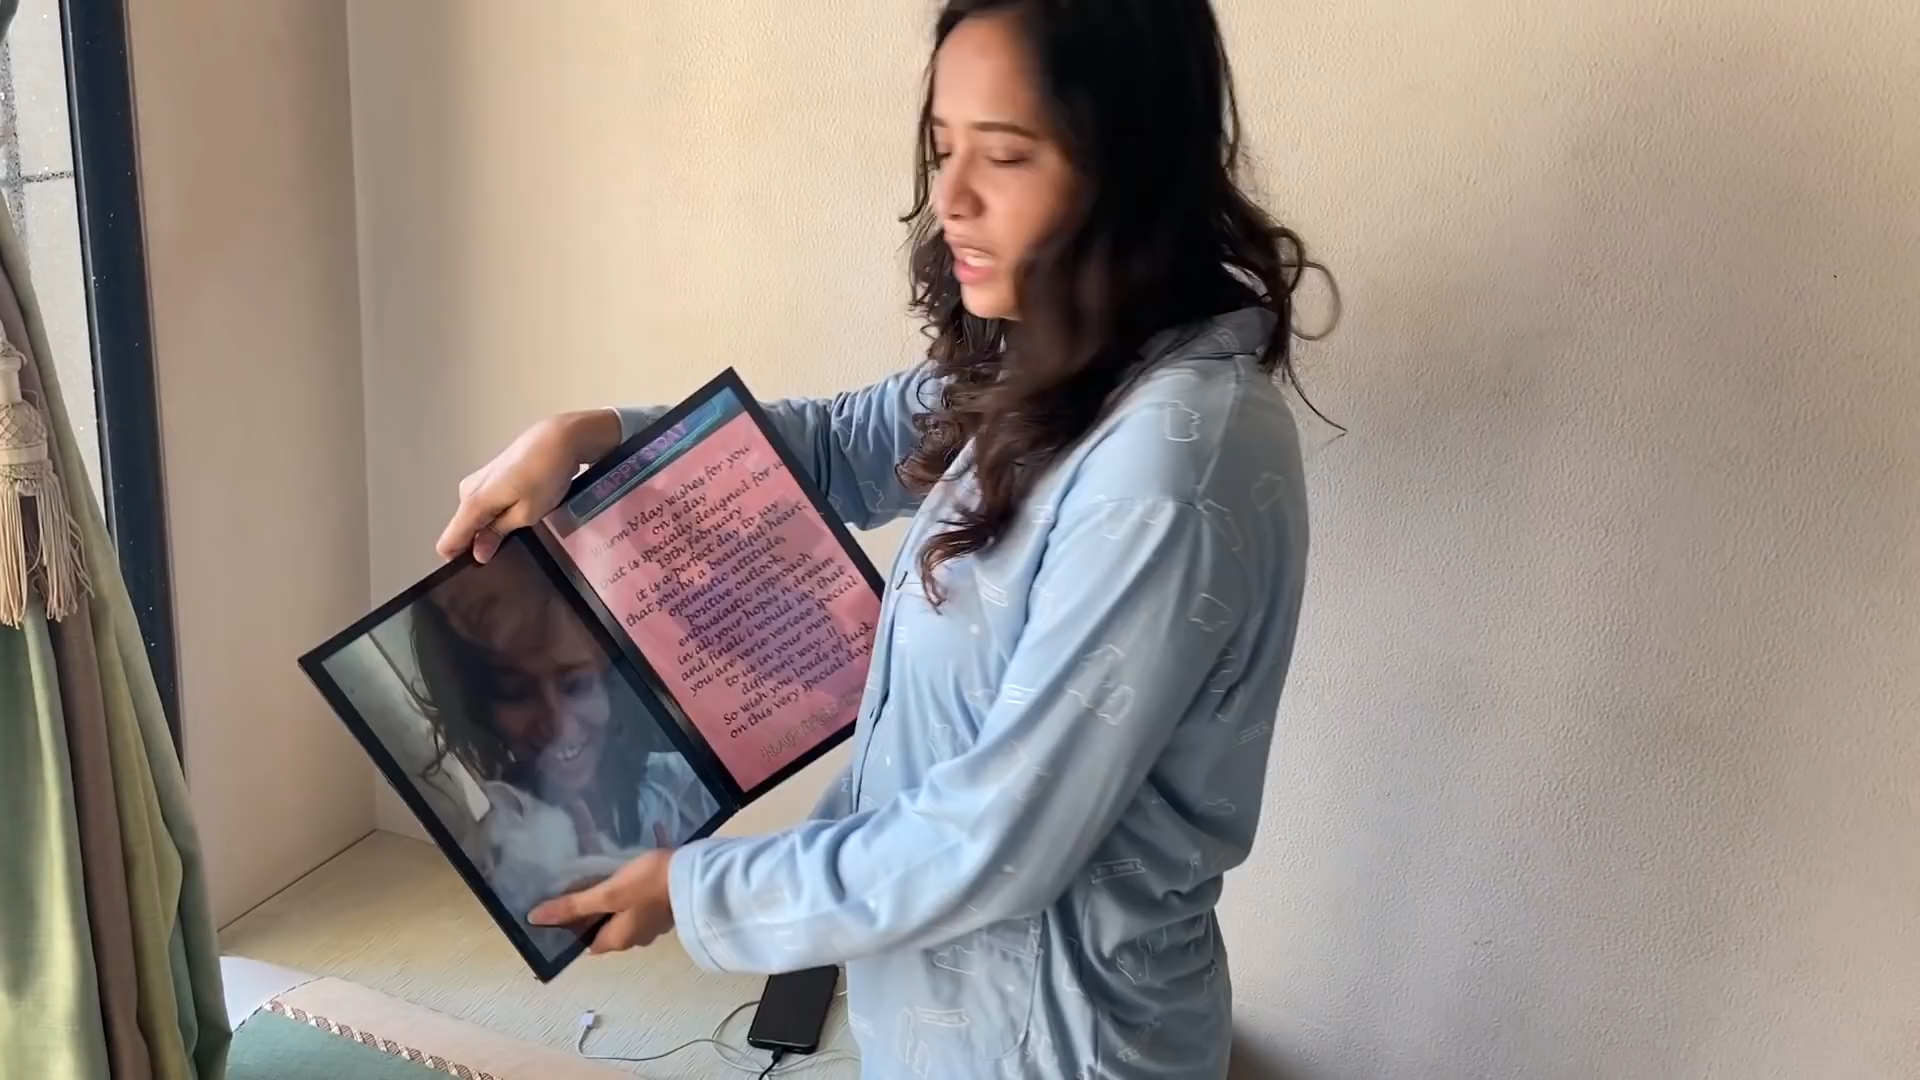 HAPPY B'DAY
Warm b'day wishes for you
on a day
that is specially designed for u
19th February
it is a perfect day to say
that you hv a beautiful heart,
optimistic attitude,
positive outlook,
enthusiastic approach
in all your hopes n dream
and finall i would say that
you are verie veriee special
to us in your own
different way..!!
So wish you loads of luck
on this very special day